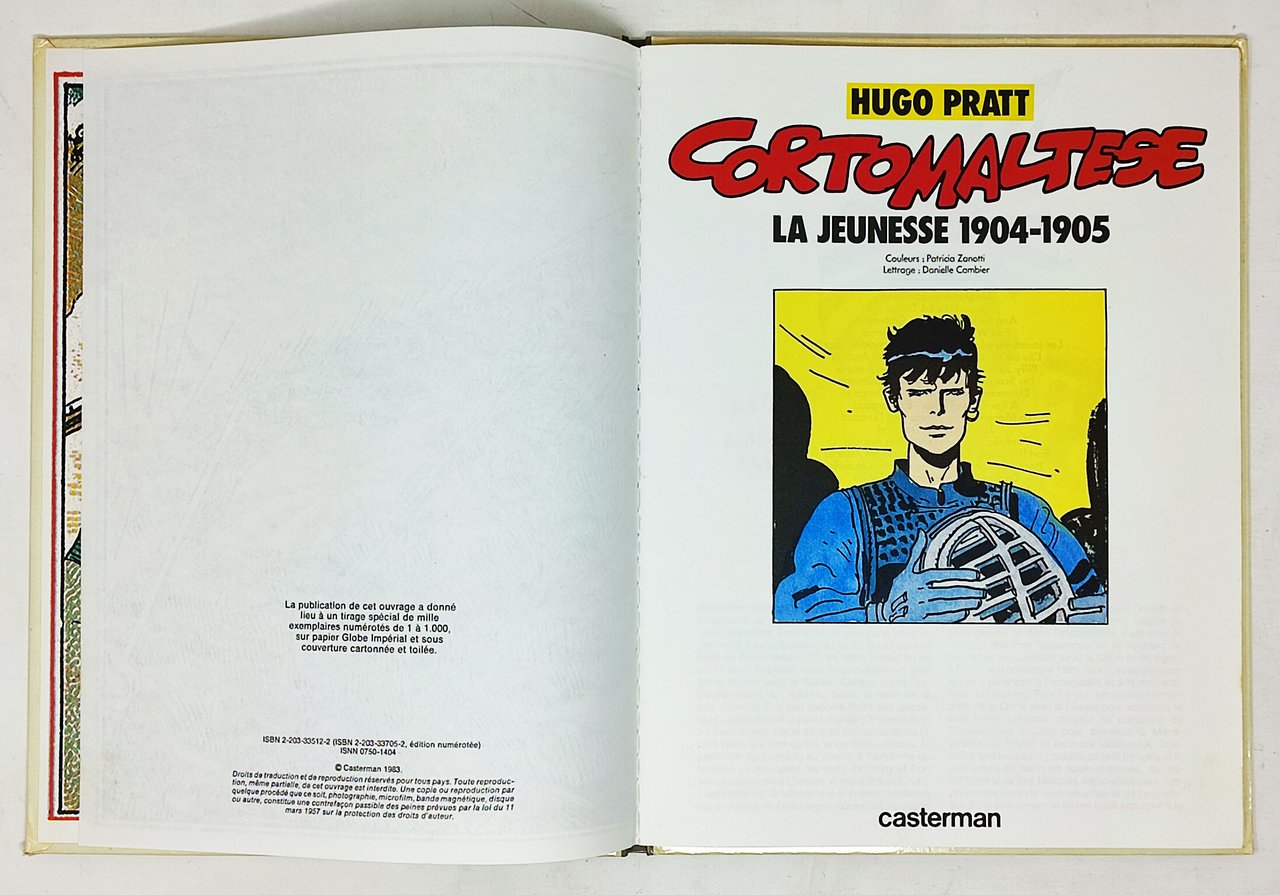 La publication de cet ouvrage a donné
lieu à un tirage spécial de mille
exemplaires numérotés de 1 à 1.000,
sur papier Globe Impérial et sous
couverture cartonnée et toilée.
ISBN 2-203-33512-2 (ISBN 2-203-33705-2, édition numérotée)
ISNN 0750-1404
© Casterman 1983.
Droits de traduction et de reproduction réservés pour tous pays. Toute reproduc-
tion, même partielle, de cet ouvrage est interdite. Une copie ou reproduction par
quelque procédé que ce soit, photographie, microfilm, bande magnétique, disque
ou autre, constitue une contrefaçon passible des peines prévues par la loi du 11
mars 1957 sur la protection des droits d'auteur.
HUGO PRATT
CORTO MALTESE
LA JEUNESSE 1904-1905
Couleurs : Patricia Zanotti
Lettrage : Danielle Cambier
casterman